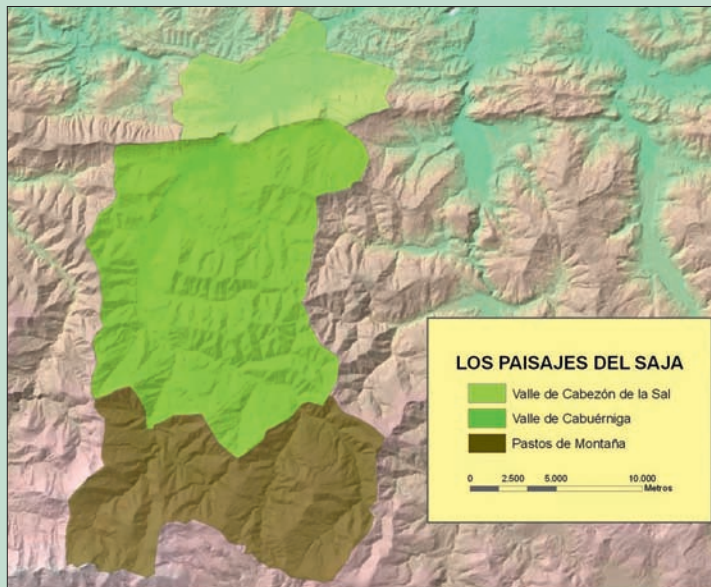 LOS PAISAJES DEL SAJA
Valle de Cabezón de la Sal
Valle de Cabuérniga
Pastos de Montaña
0 2.500 5.000 10.000
Metros